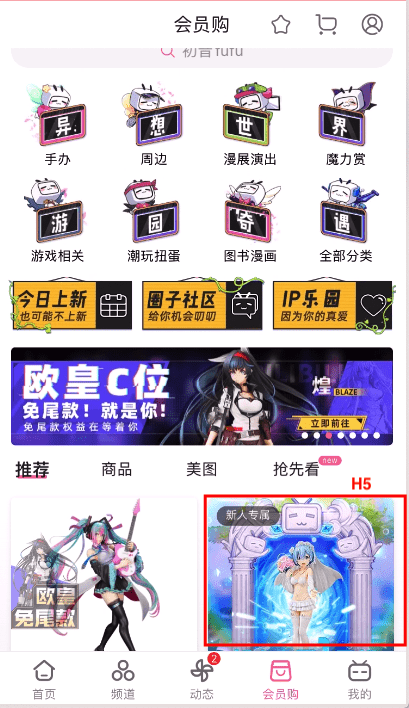 会员购
初音 fufu
异
想
世
界
手办
周边
漫展演出
魔力赏
游
园
奇
遇
游戏相关
潮玩扭蛋
图书漫画
全部分类
今日上新
也可能不上新
圈子社区
给你机会叨叨
IP乐园
因为你的真爱
欧皇C位
免尾款！就是你!
免尾款权益在等着你
煌
BLAZE
立即前往
推荐
商品
美图
抢先看
new
H5
新人专属
欧皇
免尾款
2
首页
频道
动态
会员购
我的